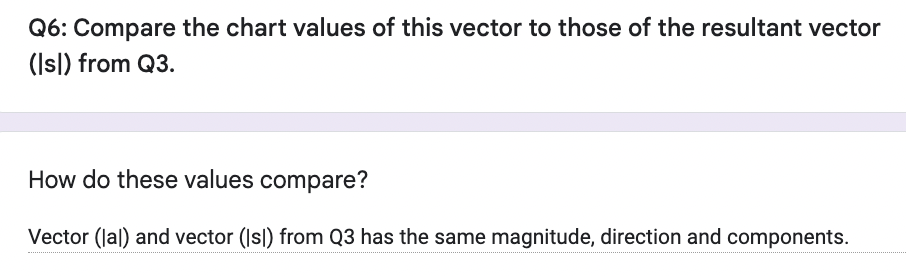 Q6: Compare the chart values of this vector to those of the resultant vector
(|s|) from Q3.
How do these values compare?
Vector (|a|) and vector (|s|) from Q3 has the same magnitude, direction and components.